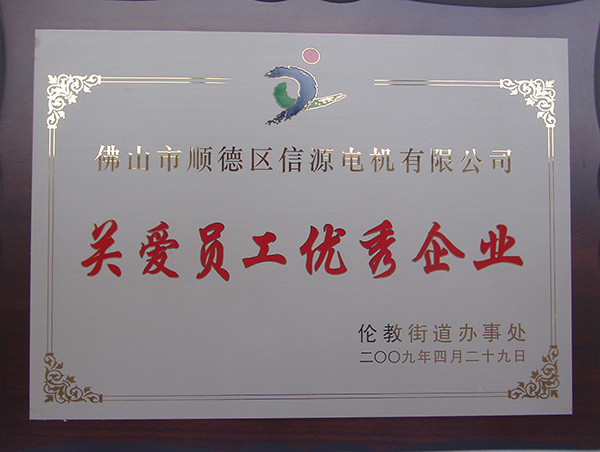 佛山市顺德区信源电机有限公司
关爱员工优秀企业
伦教街道办事处
二〇〇九年四月二十九日